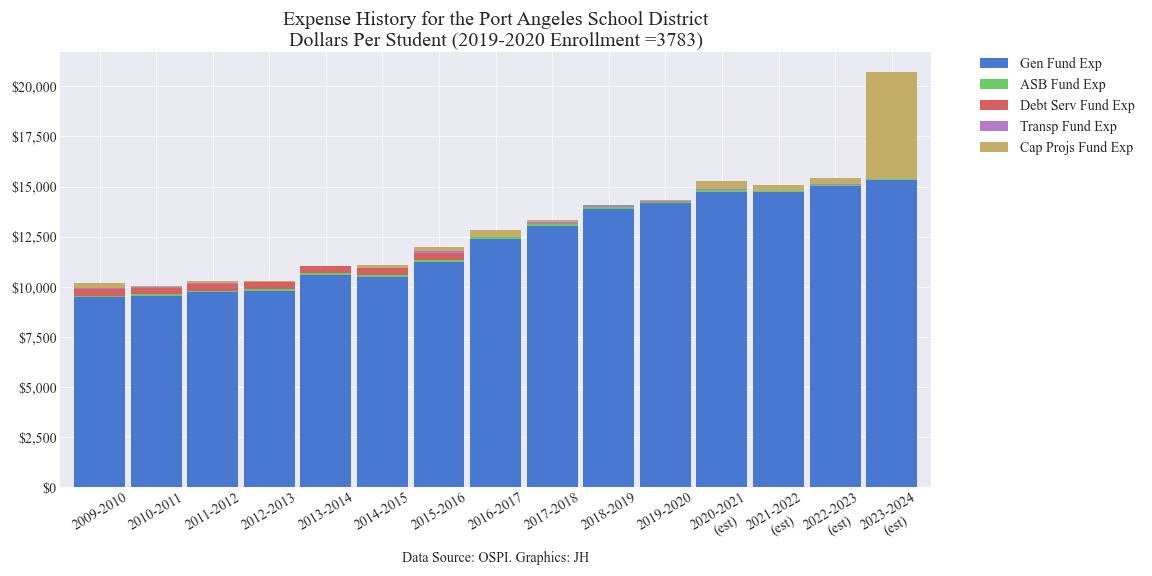 Expense History for the Port Angeles School District
Dollars Per Student (2019-2020 Enrollment =3783)
$20,000
$17,500
$15,000
$12,500
$10,000
$7,500
$5,000
$2,500
$0
Gen Fund Exp
ASB Fund Exp
Debt Serv Fund Exp
Transp Fund Exp
Cap Projs Fund Exp
2009-2010
2010-2011
2011-2012
2012-2013
2013-2014
2014-2015
2015-2016
2016-2017
2017-2018
2018-2019
2019-2020
2020-2021
(est)
2021-2022
(est)
2022-2023
(est)
2023-2024
(est)
Data Source: OSPI. Graphics: JH